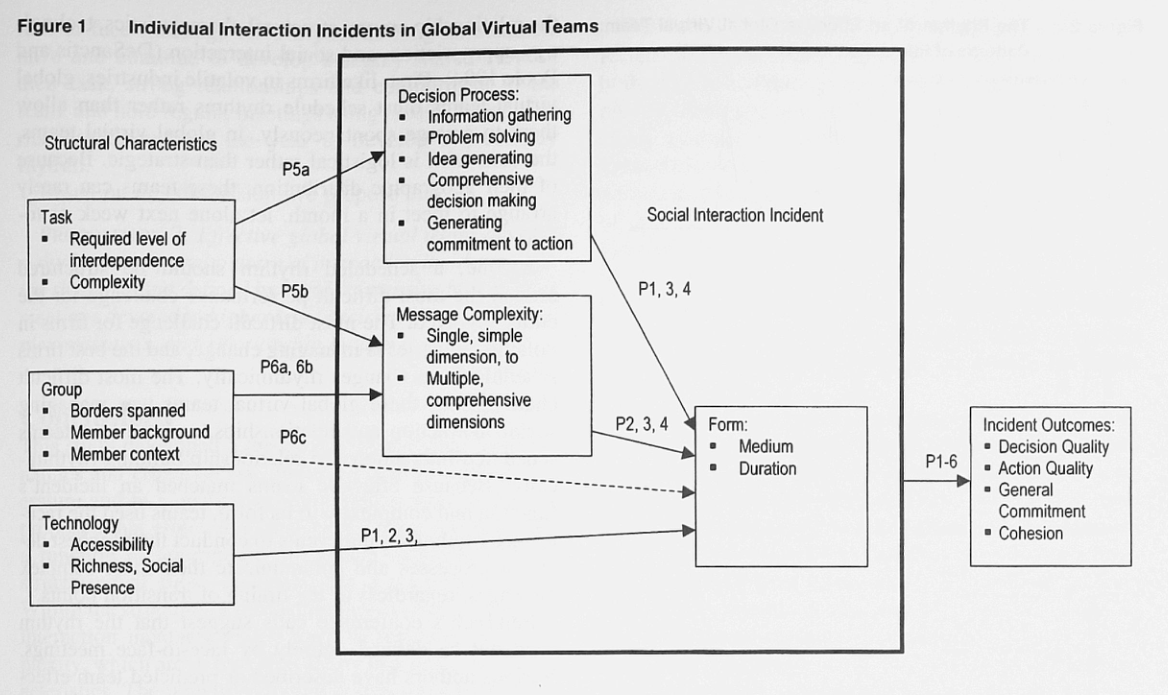 Figure 1 Individual Interaction Incidents in Global Virtual Teams
Structural Characteristics
Task
▪ Required level of
interdependence
▪ Complexity
Group
▪ Borders spanned
▪ Member background
▪ Member context
Technology
▪ Accessibility
▪ Richness, Social
Presence
P5a
P5b
P6a, 6b
P6c
P1, 2, 3,
Decision Process:
▪ Information gathering
▪ Problem solving
▪ Idea generating
▪ Comprehensive
decision making
▪ Generating
commitment to action
Message Complexity:
▪ Single, simple
dimension, to
▪ Multiple,
comprehensive
dimensions
Social Interaction Incident
P1, 3, 4
P2, 3, 4
Form:
▪ Medium
▪ Duration
P1-6
Incident Outcomes:
▪ Decision Quality
▪ Action Quality
▪ General
Commitment
▪ Cohesion